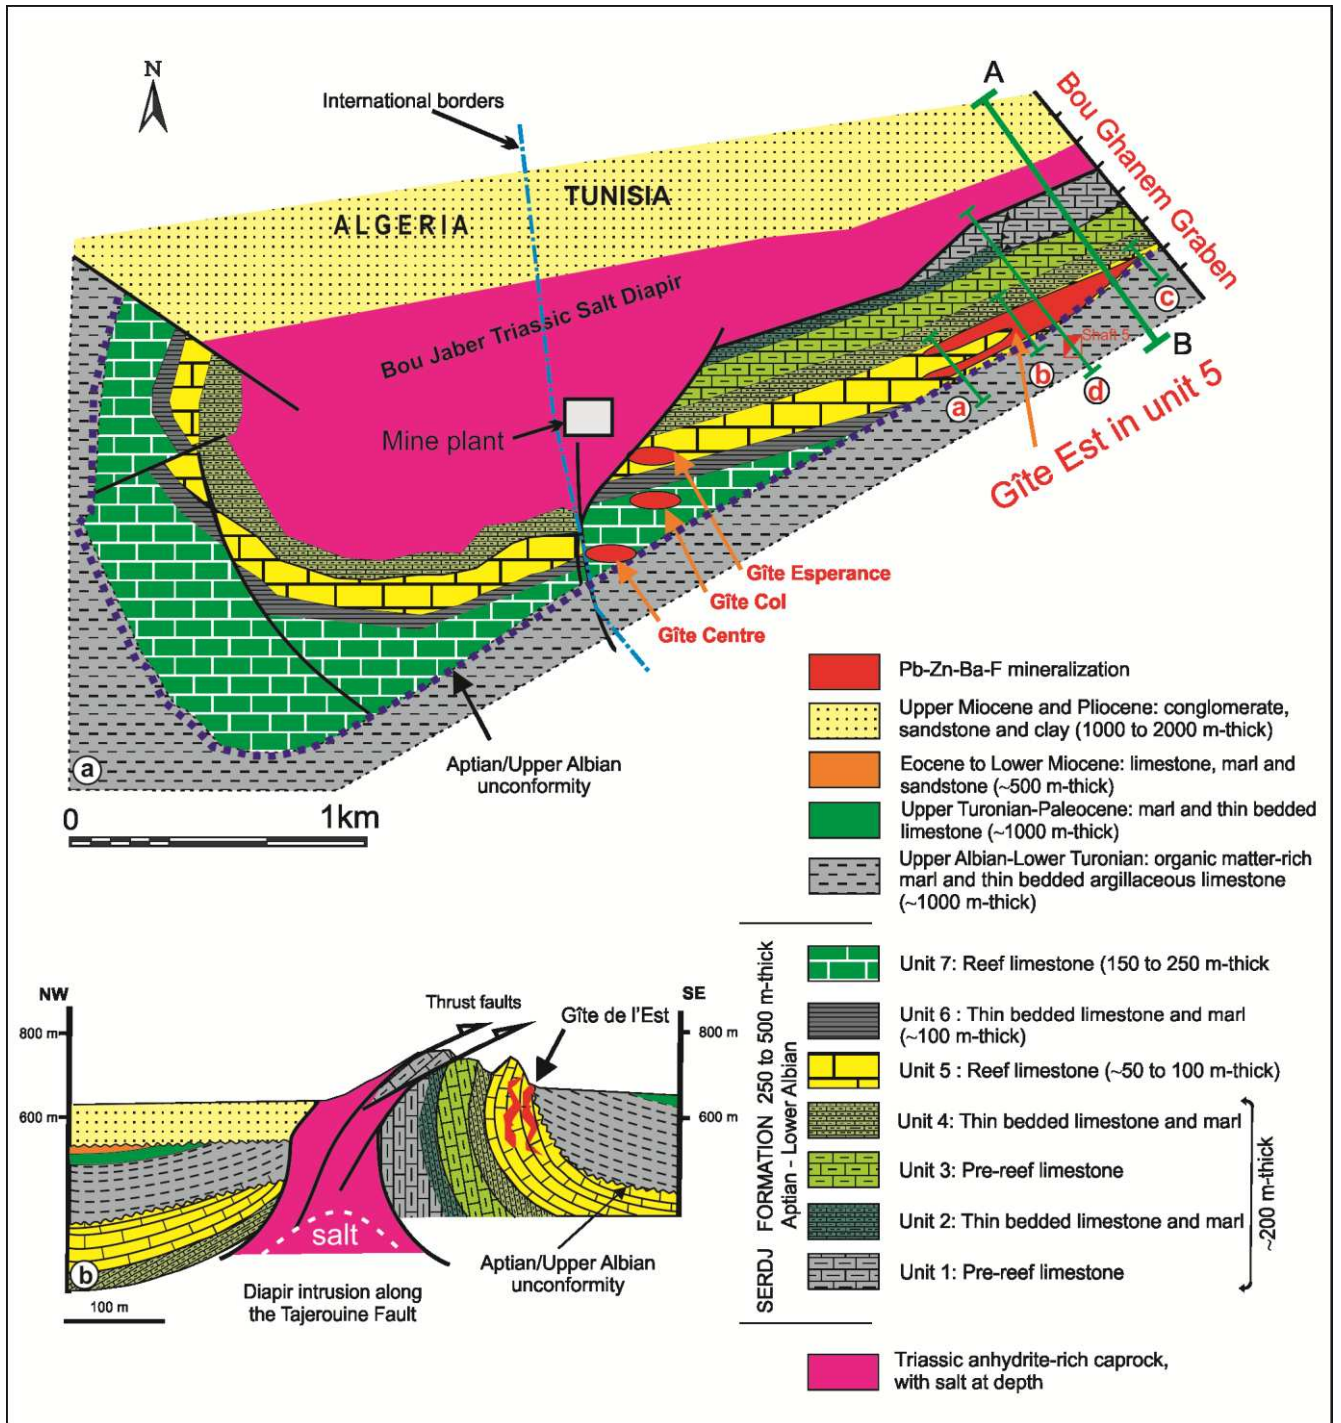 N
International borders
A
Bou Ghanem Graben
TUNISIA
ALGERIA
Bou Jaber Triassic Salt Diapir
Mine plant
Shaft 5
B
a
b
c
d
Gîte Est in unit 5
Gîte Esperance
Gîte Col
Gîte Centre
Aptian/Upper Albian
unconformity
a
0 1km
Pb-Zn-Ba-F mineralization
Upper Miocene and Pliocene: conglomerate,
sandstone and clay (1000 to 2000 m-thick)
Eocene to Lower Miocene: limestone, marl and
sandstone (~500 m-thick)
Upper Turonian-Paleocene: marl and thin bedded
limestone (~1000 m-thick)
Upper Albian-Lower Turonian: organic matter-rich
marl and thin bedded argillaceous limestone
(~1000 m-thick)
SERDJ FORMATION 250 to 500 m-thick
Aptian - Lower Albian
Unit 7: Reef limestone (150 to 250 m-thick
Unit 6 : Thin bedded limestone and marl
(~100 m-thick)
Unit 5 : Reef limestone (~50 to 100 m-thick)
Unit 4: Thin bedded limestone and marl
Unit 3: Pre-reef limestone
Unit 2: Thin bedded limestone and marl
Unit 1: Pre-reef limestone
~200 m-thick
Triassic anhydrite-rich caprock,
with salt at depth
NW
SE
800 m
600 m
800 m
600 m
Thrust faults
Gîte de l'Est
salt
Aptian/Upper Albian
unconformity
Diapir intrusion along
the Tajerouine Fault
b
100 m